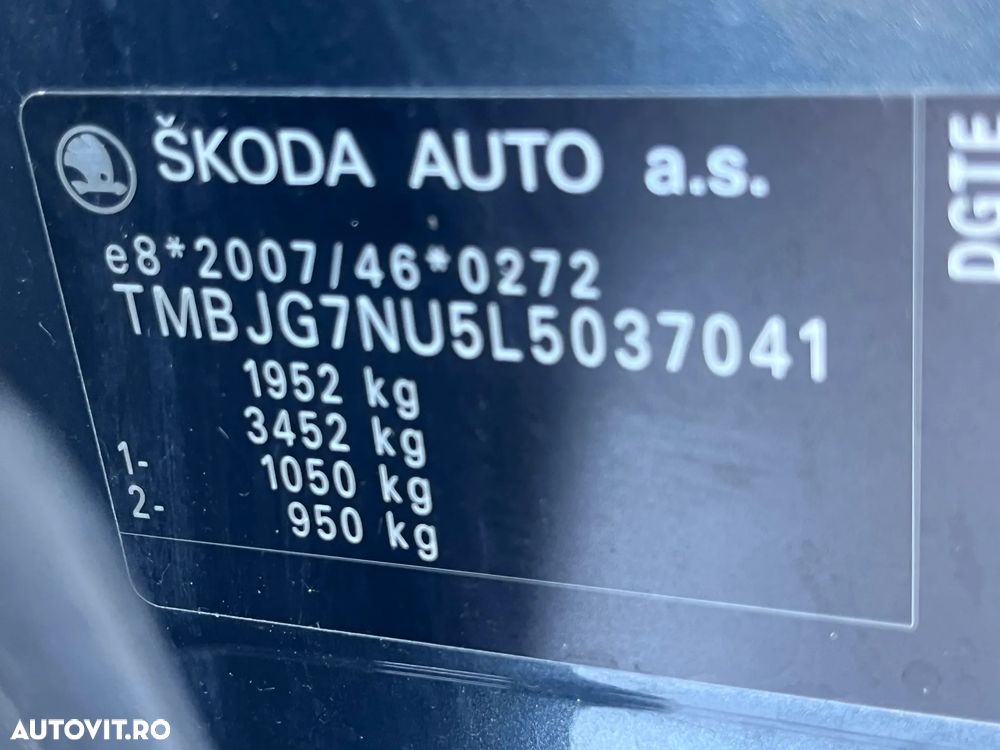 ŠKODA AUTO a.s.
e8*2007/46*0272
TMBJG7NU5L5037041
1952 kg
3452 kg
1- 1050 kg
2- 950 kg
DGTE
AUTOVIT.RO